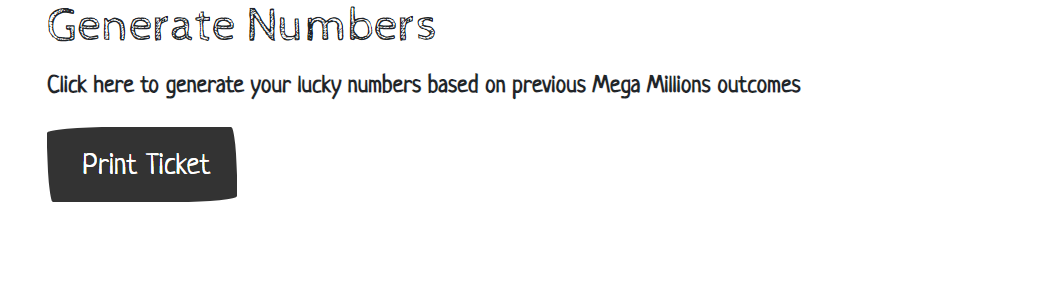 Generate Numbers
Click here to generate your lucky numbers based on previous Mega Millions outcomes
Print Ticket